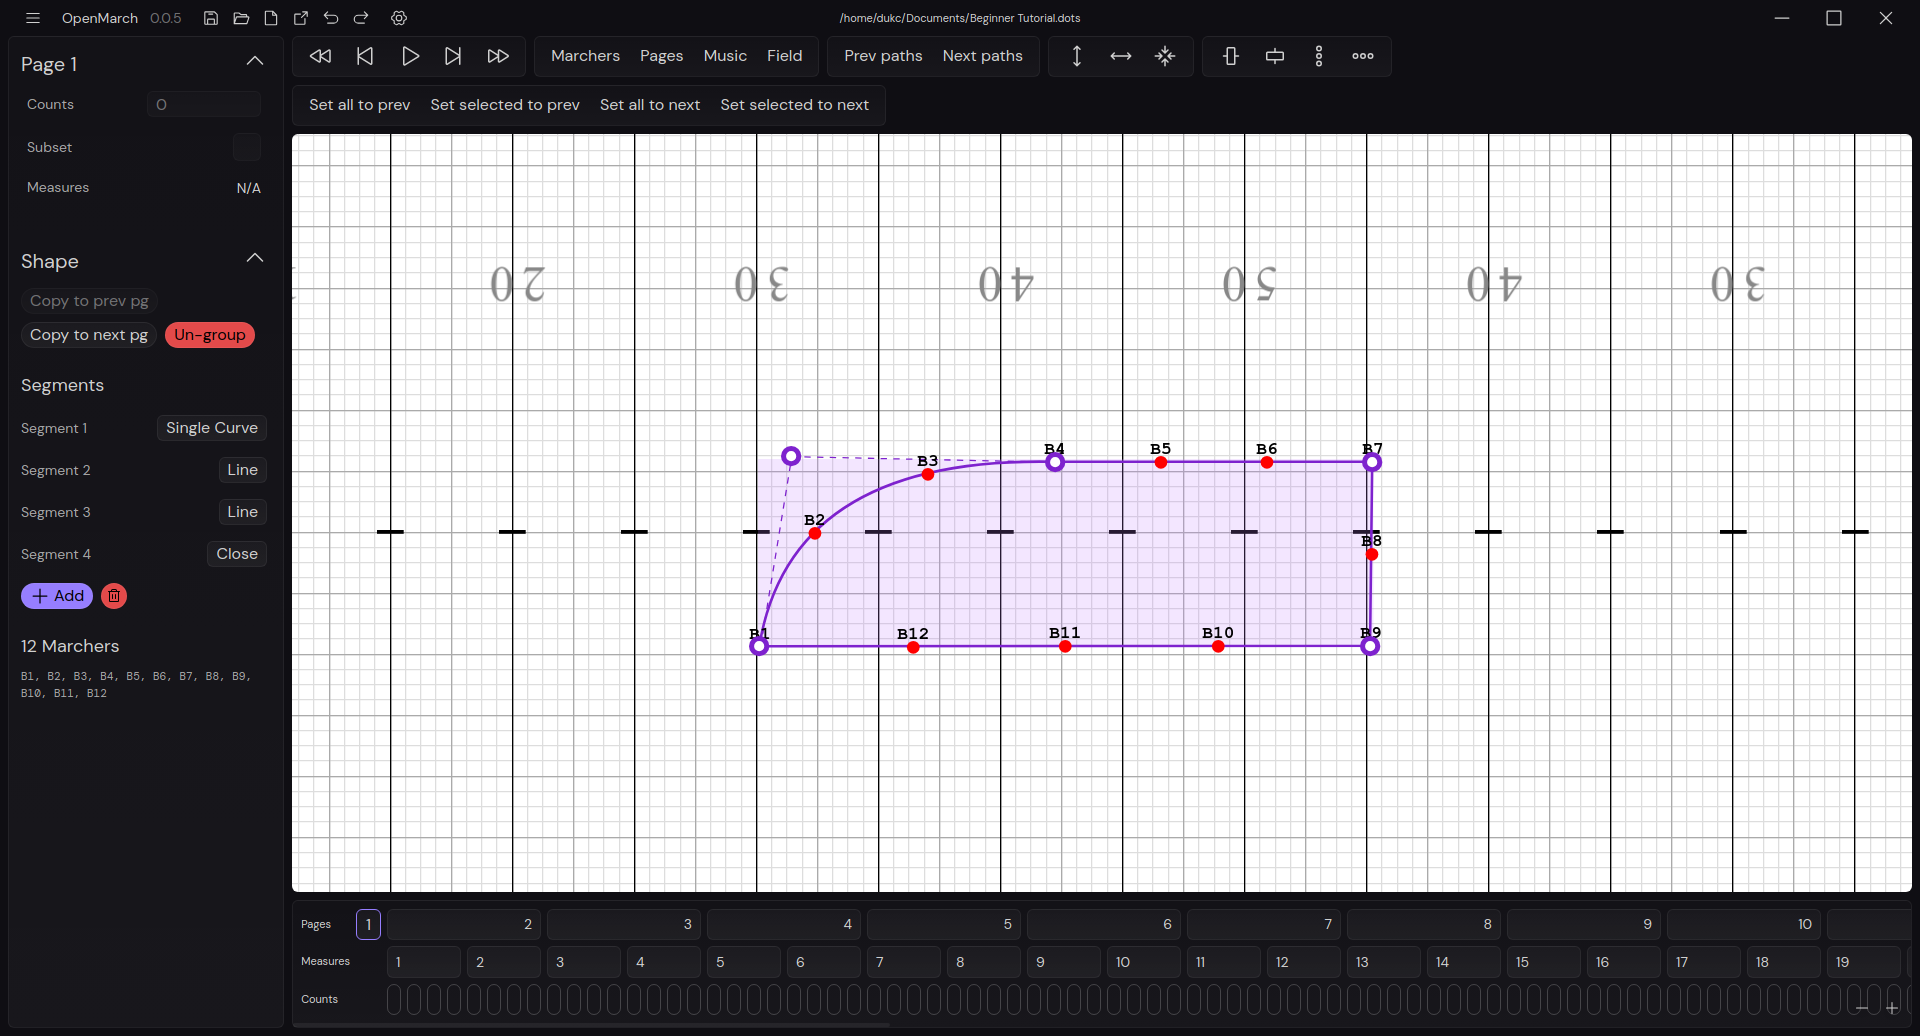 OpenMarch 0.0.5
/home/dukc/Documents/Beginner Tutorial.dots
Page 1
Counts 0
Subset
Measures N/A
Shape
Copy to prev pg
Copy to next pg Un-group
Segments
Segment 1 Single Curve
Segment 2 Line
Segment 3 Line
Segment 4 Close
Add
12 Marchers
B1, B2, B3, B4, B5, B6, B7, B8, B9,
B10, B11, B12
Marchers Pages Music Field Prev paths Next paths
Set all to prev Set selected to prev Set all to next Set selected to next
20 30 40 50 40 30
B4 B5 B6 B7
B3
B2
B8
B1 B12 B11 B10 B9
Pages 1 2 3 4 5 6 7 8 9 10
Measures 1 2 3 4 5 6 7 8 9 10 11 12 13 14 15 16 17 18 19
Counts